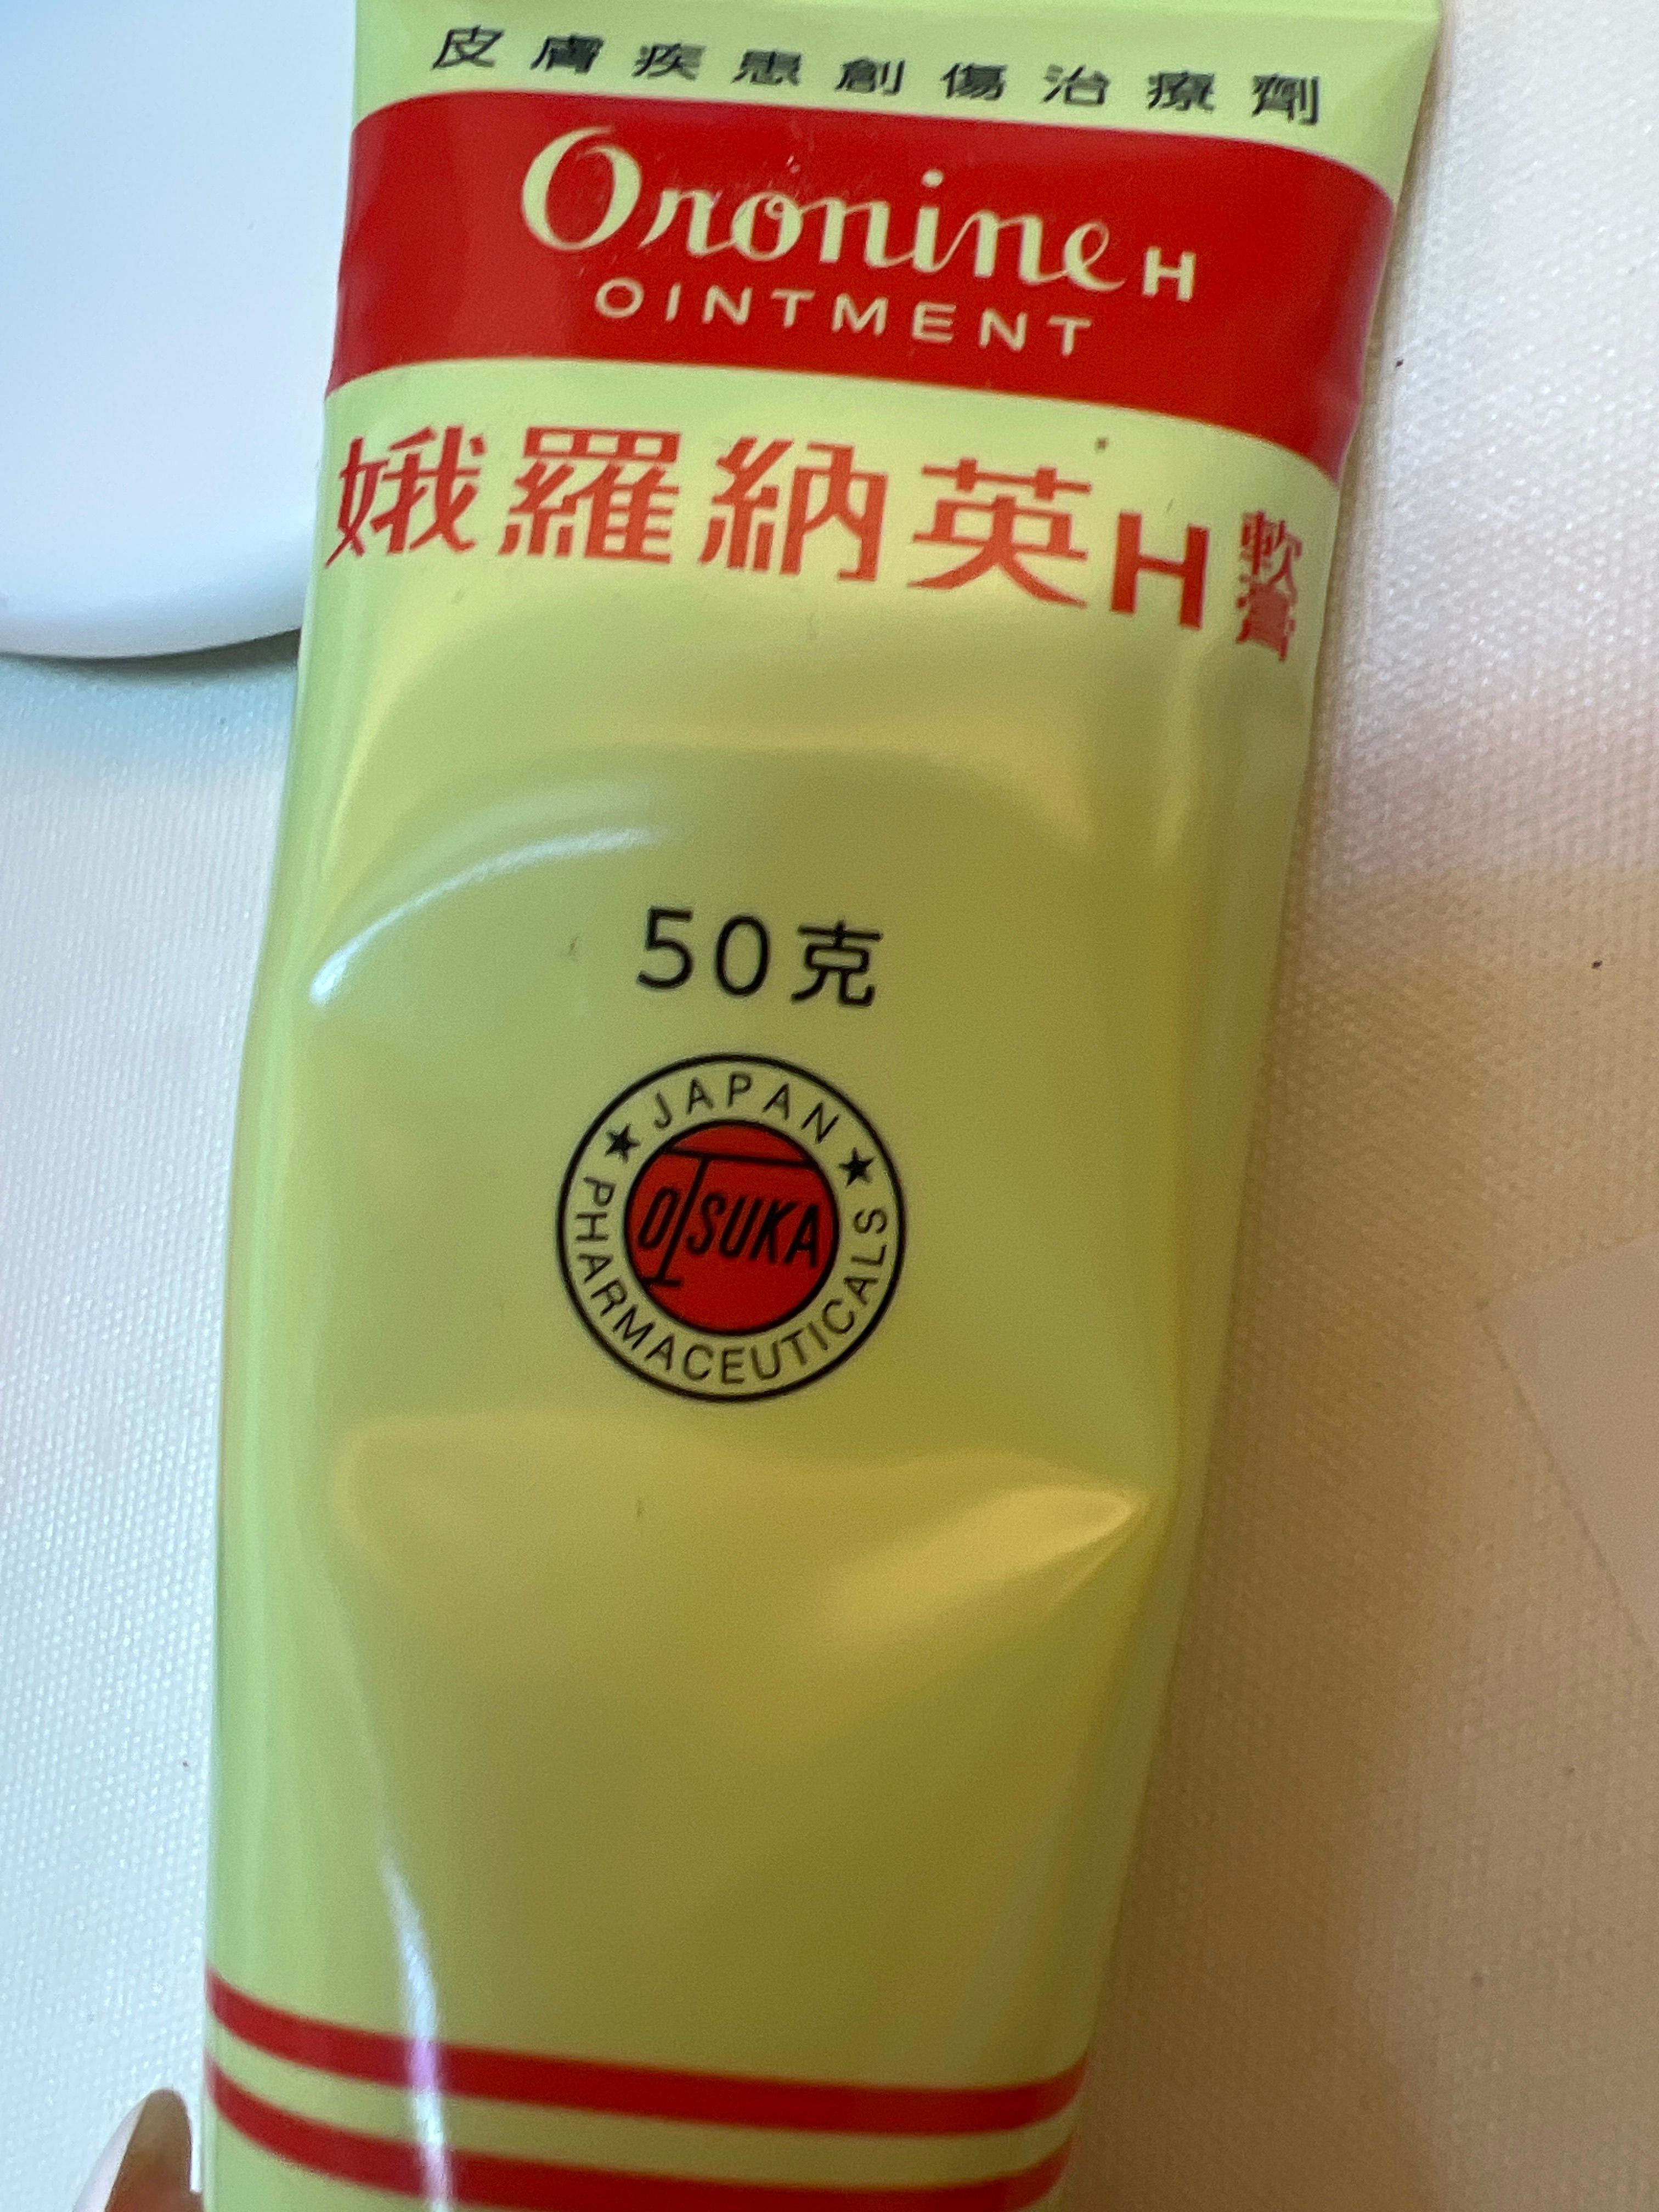 皮膚疾患創傷治療劑
Oronine H
OINTMENT
娥羅納英H軟膏
50克
★ JAPAN ★
OTSUKA
PHARMACEUTICALS